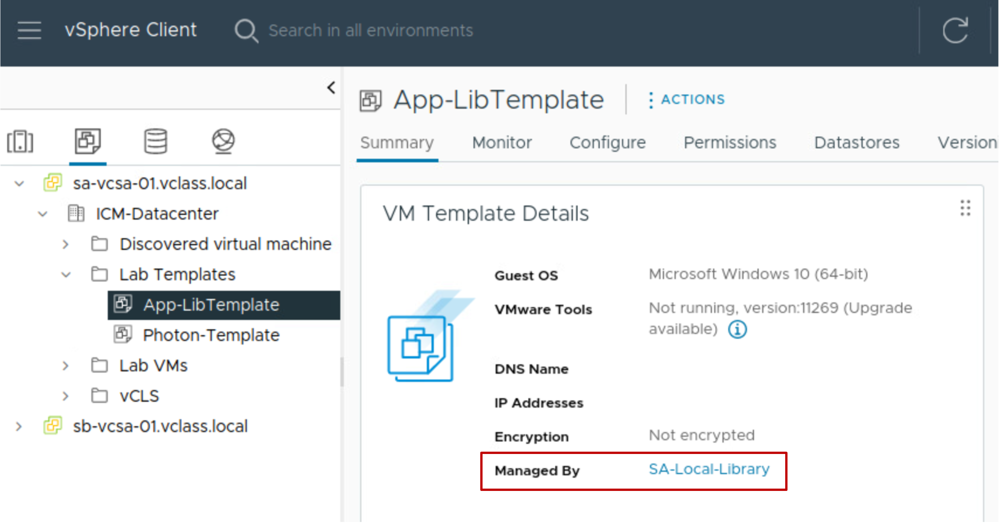 vSphere Client
Search in all environments
App-LibTemplate
ACTIONS
Summary Monitor Configure Permissions Datastores Version
sa-vcsa-01.vclass.local
ICM-Datacenter
Discovered virtual machine
Lab Templates
App-LibTemplate
Photon-Template
Lab VMs
vCLS
sb-vcsa-01.vclass.local
VM Template Details
Guest OS Microsoft Windows 10 (64-bit)
VMware Tools Not running, version:11269 (Upgrade
available)
DNS Name
IP Addresses
Encryption Not encrypted
Managed By SA-Local-Library